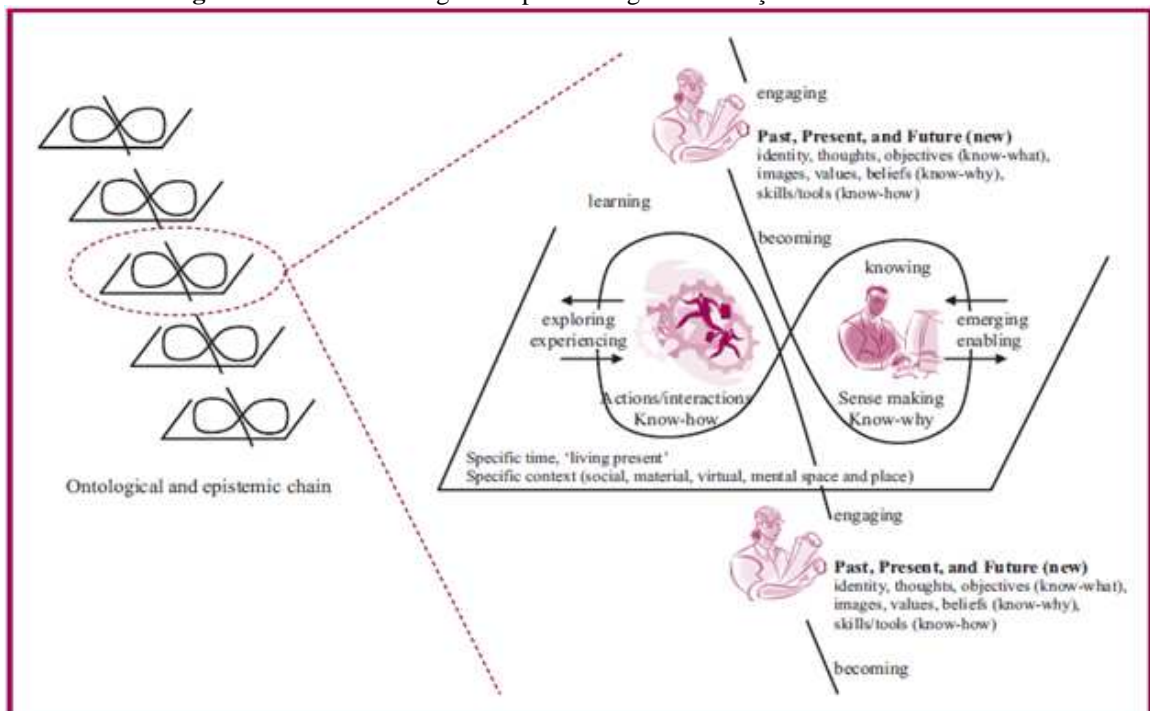 engaging
Past, Present, and Future (new)
identity, thoughts, objectives (know-what),
images, values, beliefs (know-why),
skills/tools (know-how)
learning
becoming
knowing
exploring
experiencing
emerging
enabling
Actions/interactions
Know-how
Sense making
Know-why
Specific time, ‘living present’
Specific context (social, material, virtual, mental space and place)
Ontological and epistemic chain
engaging
Past, Present, and Future (new)
identity, thoughts, objectives (know-what),
images, values, beliefs (know-why),
skills/tools (know-how)
becoming